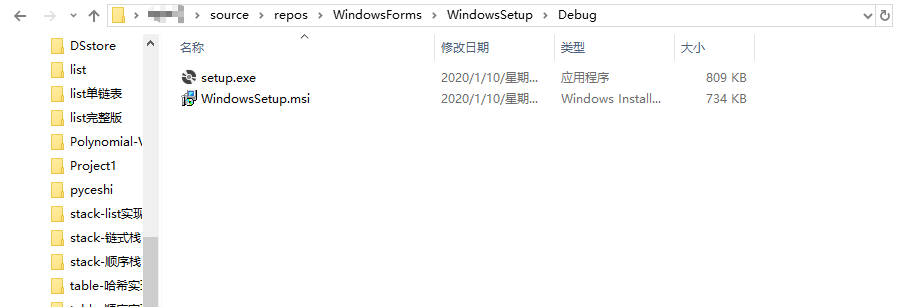 source > repos > WindowsForms > WindowsSetup > Debug
名称 修改日期 类型 大小
setup.exe 2020/1/10/星期... 应用程序 809 KB
WindowsSetup.msi 2020/1/10/星期... Windows Install... 734 KB
DSstore
list
list单链表
list完整版
Polynomial-V
Project1
pyceshi
stack-list实现
stack-链式栈
stack-顺序栈
table-哈希实现